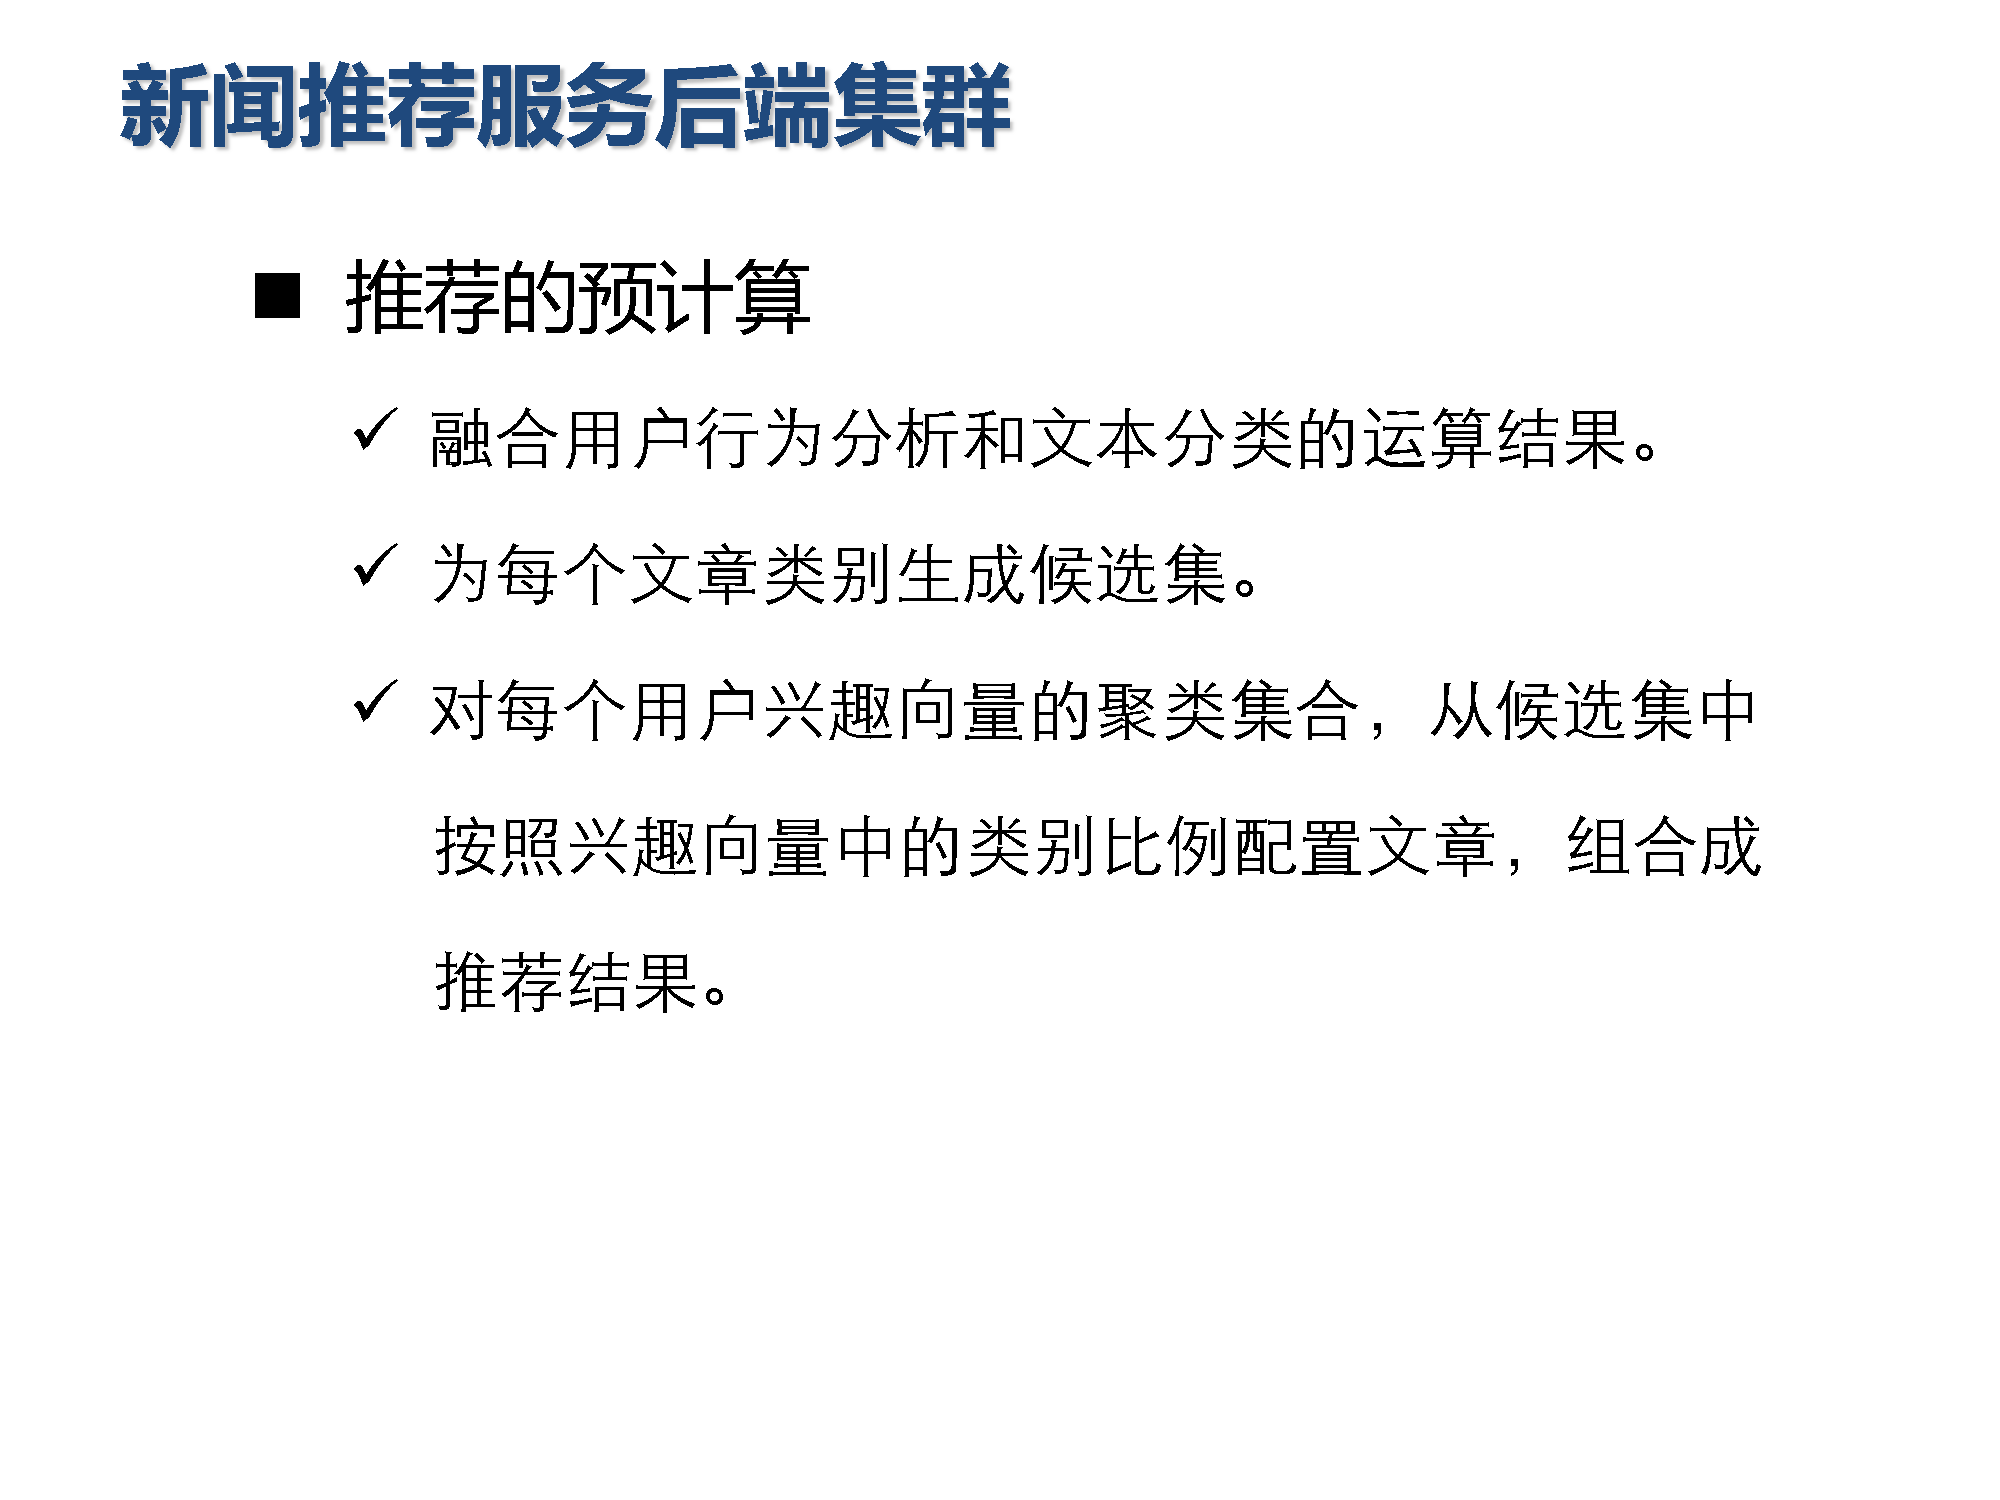 新闻推荐服务后端集群
■ 推荐的预计算
✓ 融合用户行为分析和文本分类的运算结果。
✓ 为每个文章类别生成候选集。
✓ 对每个用户兴趣向量的聚类集合，从候选集中
按照兴趣向量中的类别比例配置文章，组合成
推荐结果。